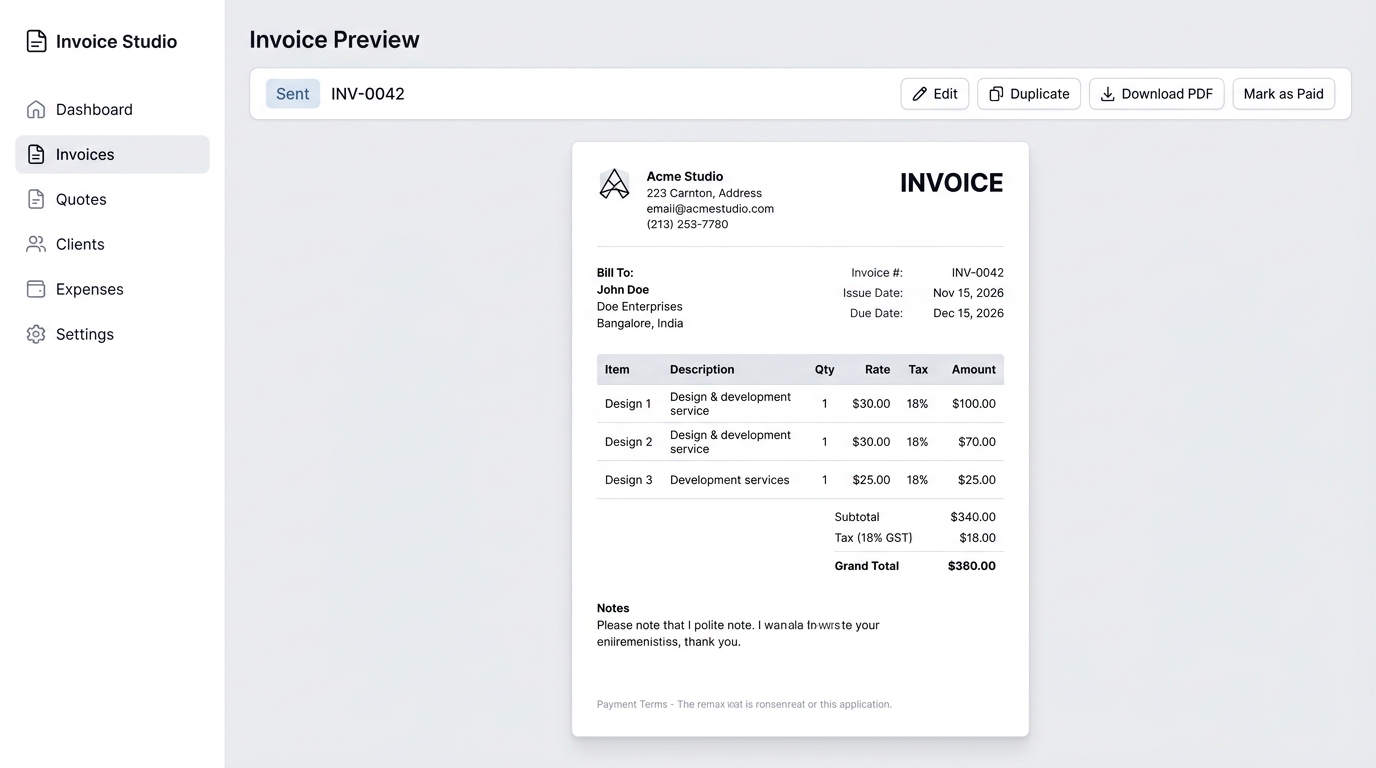 Invoice Studio
Dashboard
Invoices
Quotes
Clients
Expenses
Settings
Invoice Preview
Sent INV-0042
Edit
Duplicate
Download PDF
Mark as Paid
Acme Studio
223 Carnton, Address
email@acmestudio.com
(213) 253-7780
INVOICE
Bill To:
John Doe
Doe Enterprises
Bangalore, India
Invoice #: INV-0042
Issue Date: Nov 15, 2026
Due Date: Dec 15, 2026
Item Description Qty Rate Tax Amount
Design 1 Design & development 1 $30.00 18% $100.00
service
Design 2 Design & development 1 $30.00 18% $70.00
service
Design 3 Development services 1 $25.00 18% $25.00
Subtotal $340.00
Tax (18% GST) $18.00
Grand Total $380.00
Notes
Please note that I polite note. I your
thank you.
Payment Terms - The is ronsenreat or this application.